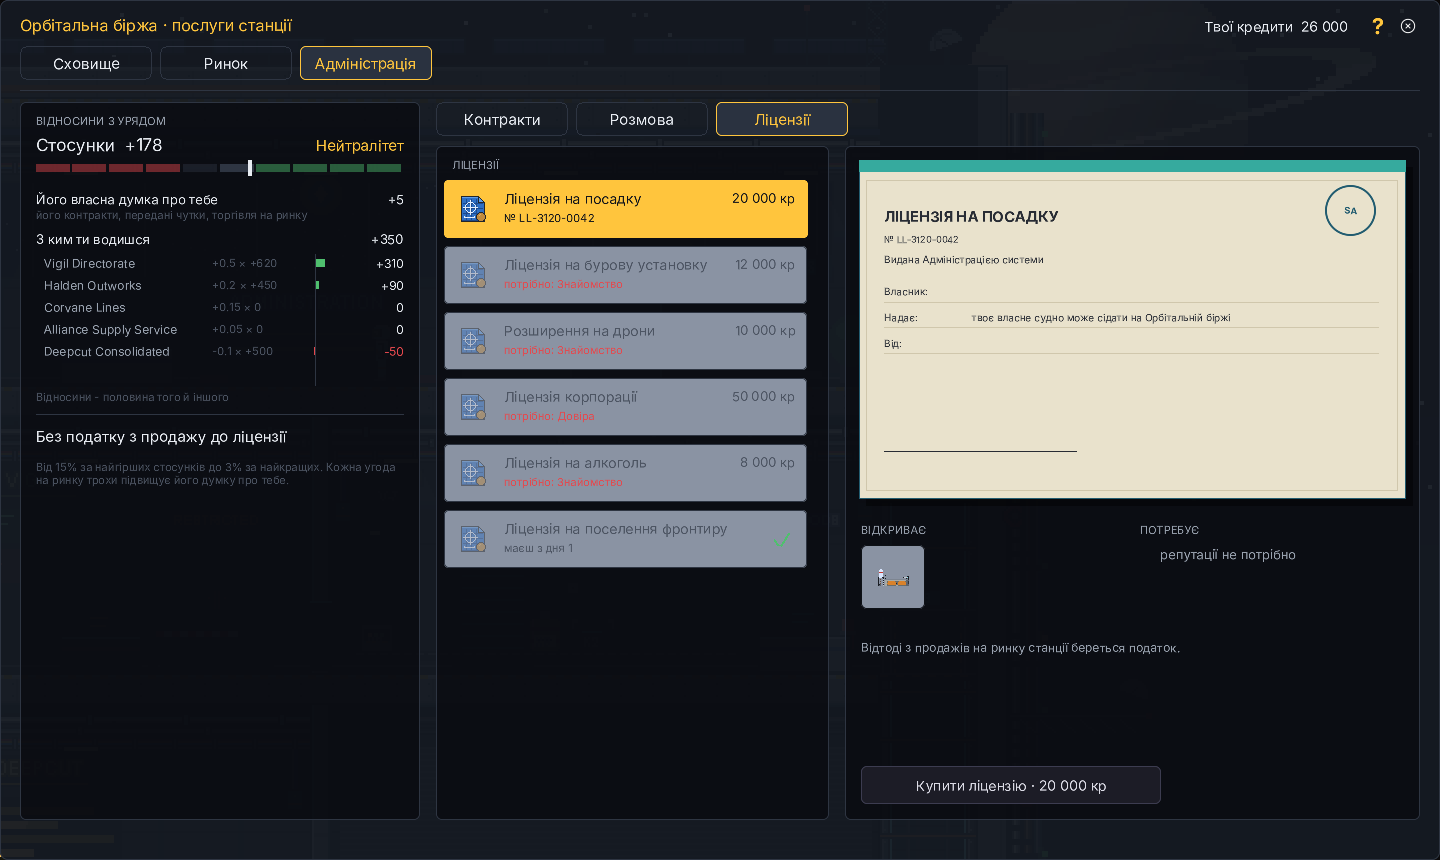 Орбітальна біржа · послуги станції
Твої кредити 26 000
?
Сховище
Ринок
Адміністрація
ВІДНОСИНИ З УРЯДОМ
Стосунки +178
Нейтралітет
Його власна думка про тебе +5
його контракти, передані чутки, торгівля на ринку
З ким ти водишся +350
Vigil Directorate +0.5 × +620 +310
Halden Outworks +0.2 × +450 +90
Corvane Lines +0.15 × 0 0
Alliance Supply Service +0.05 × 0 0
Deepcut Consolidated -0.1 × +500 -50
Відносини - половина того й іншого
Без податку з продажу до ліцензії
Від 15% за найгірших стосунків до 3% за найкращих. Кожна угода
на ринку трохи підвищує його думку про тебе.
Контракти
Розмова
Ліцензії
ЛІЦЕНЗІЇ
Ліцензія на посадку 20 000 кр
№ LL-3120-0042
Ліцензія на бурову установку 12 000 кр
потрібно: Знайомство
Розширення на дрони 10 000 кр
потрібно: Знайомство
Ліцензія корпорації 50 000 кр
потрібно: Довіра
Ліцензія на алкоголь 8 000 кр
потрібно: Знайомство
Ліцензія на поселення фронтиру
маєш з дня 1
SA
ЛІЦЕНЗІЯ НА ПОСАДКУ
№ LL-3120-0042
Видана Адміністрацією системи
Власник:
Надає: твоє власне судно може сідати на Орбітальній біржі
Від:
ВІДКРИВАЄ
ПОТРЕБУЄ
репутації не потрібно
Відтоді з продажів на ринку станції береться податок.
Купити ліцензію · 20 000 кр